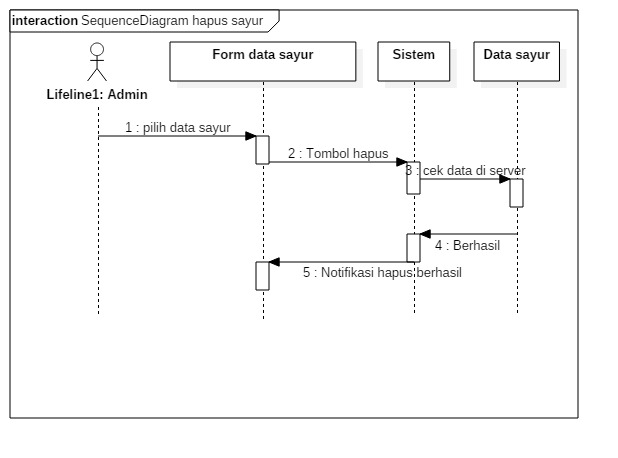 interaction SequenceDiagram hapus sayur
Form data sayur
Sistem
Data sayur
Lifeline1: Admin
1 : pilih data sayur
2 : Tombol hapus
3 : cek data di server
4 : Berhasil
5 : Notifikasi hapus berhasil